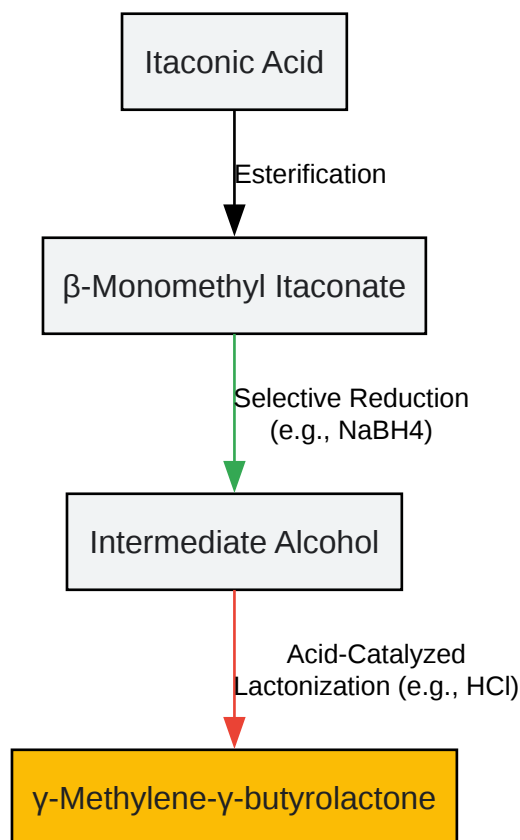 Itaconic Acid
Esterification
β-Monomethyl Itaconate
Selective Reduction
(e.g., NaBH4)
Intermediate Alcohol
Acid-Catalyzed
Lactonization (e.g., HCl)
γ-Methylene-γ-butyrolactone